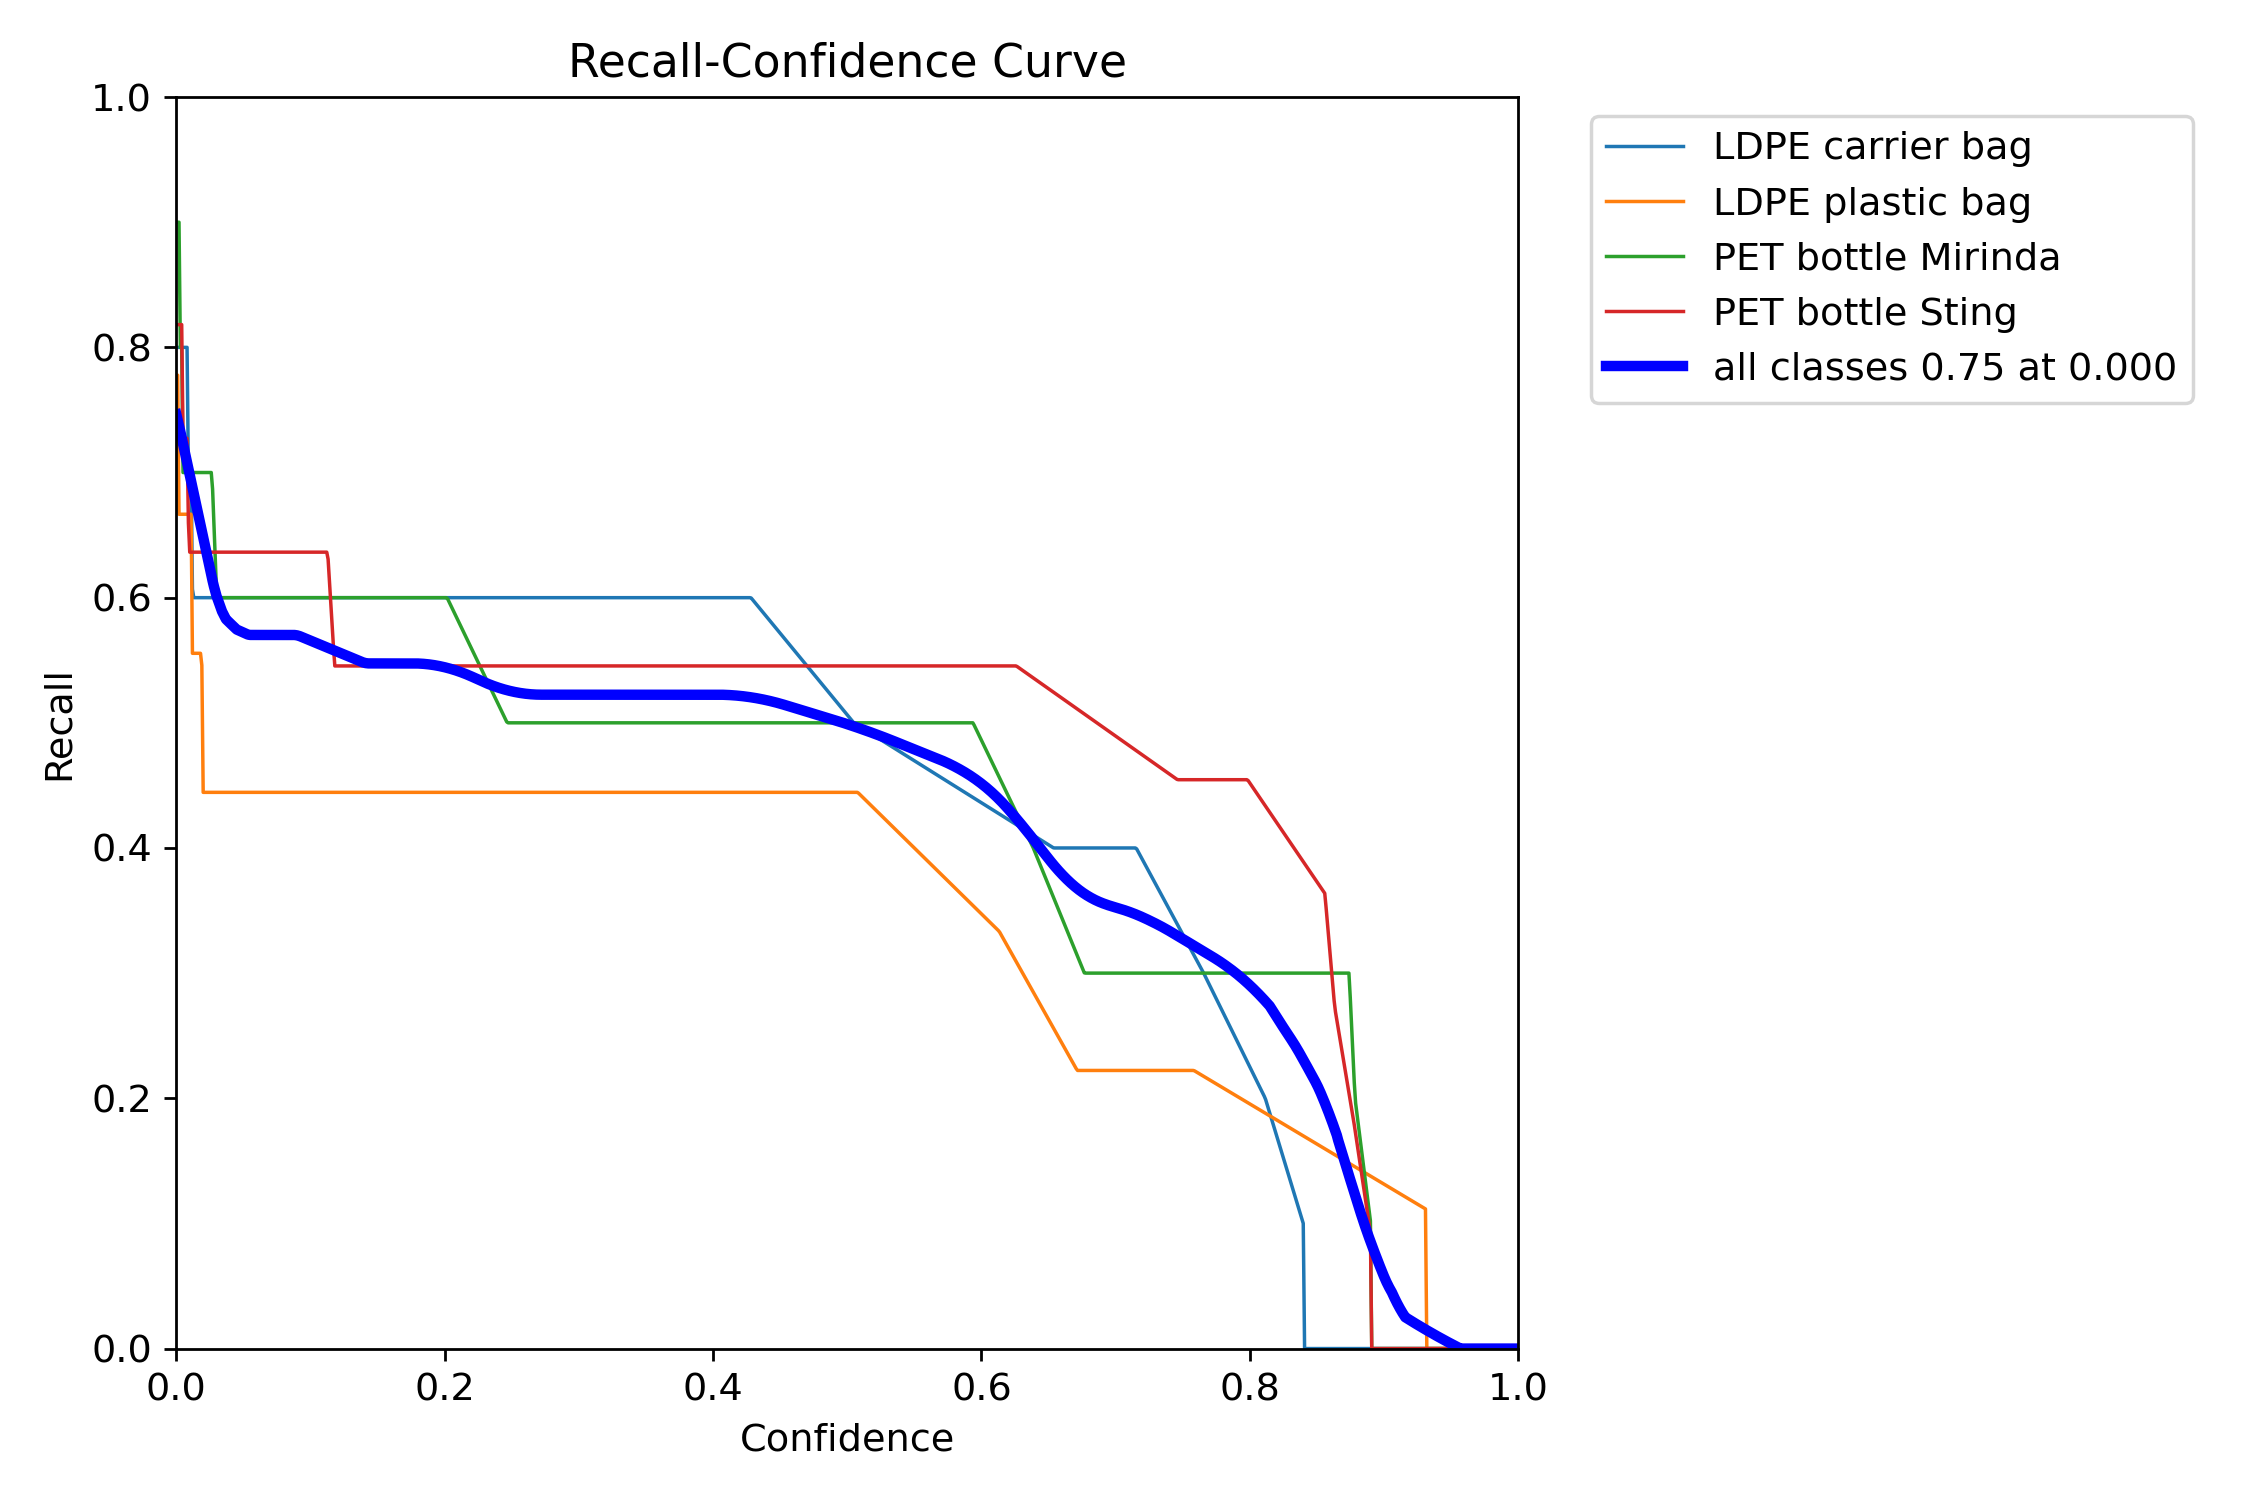 Recall-Confidence Curve
1.0
0.8
0.6
0.4
0.2
0.0
Recall
0.0 0.2 0.4 0.6 0.8 1.0
Confidence
LDPE carrier bag
LDPE plastic bag
PET bottle Mirinda
PET bottle Sting
all classes 0.75 at 0.000